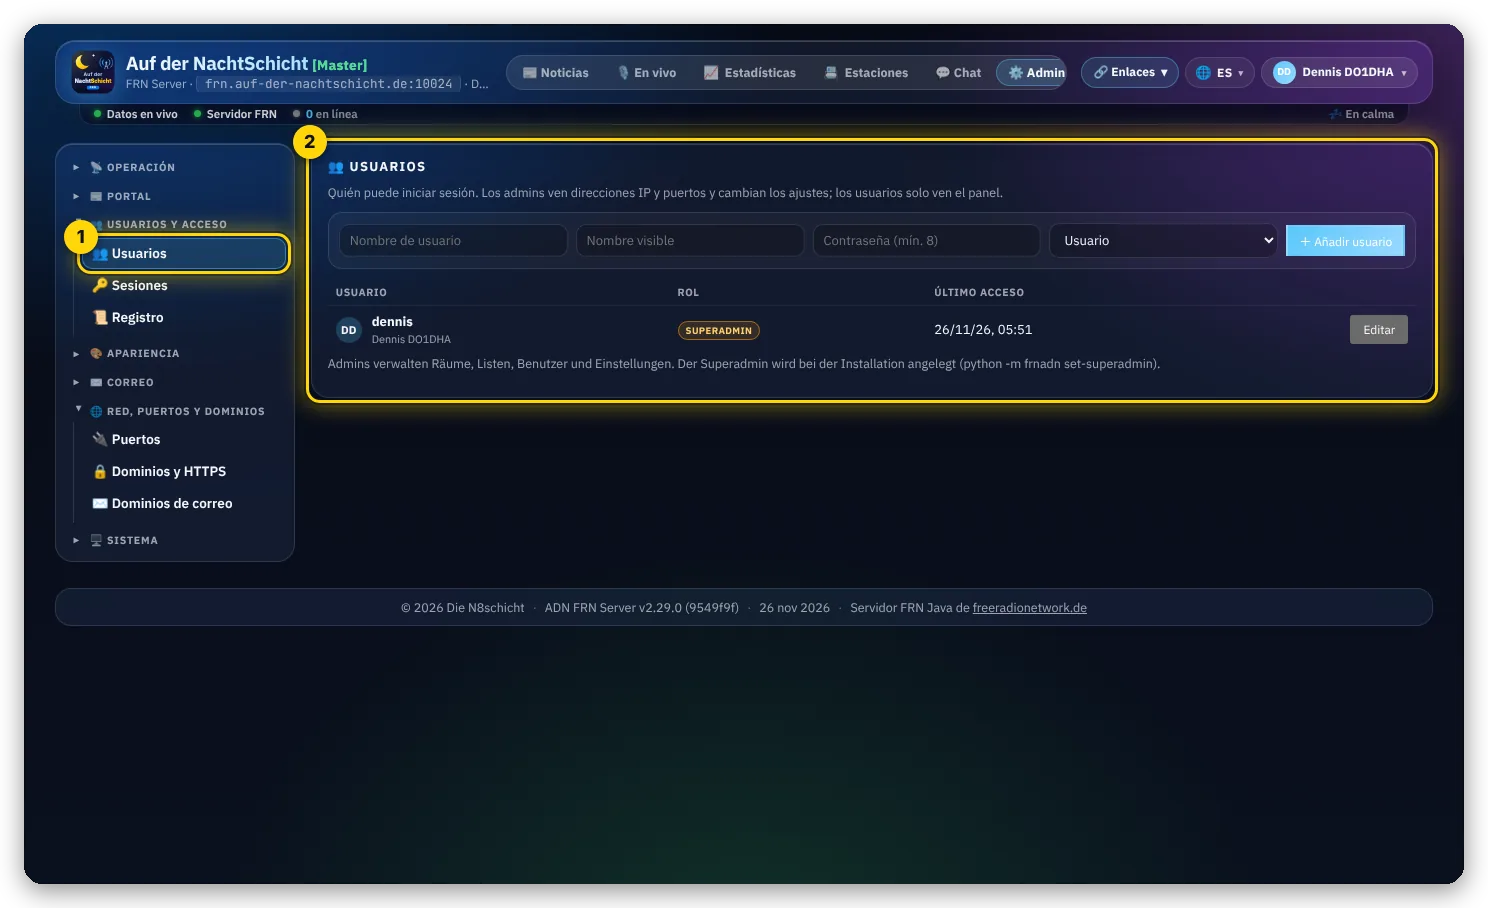 Auf der NachtSchicht [Master]
FRN Server · frn.auf-der-nachtschicht.de:10024 · D...
Auf der
NachtSchicht
Noticias
En vivo
Estadísticas
Estaciones
Chat
Admin
Enlaces ▾
ES ▾
DD Dennis DO1DHA ▾
Datos en vivo
Servidor FRN
0 en línea
En calma
OPERACIÓN
PORTAL
USUARIOS Y ACCESO
1
Usuarios
Sesiones
Registro
APARIENCIA
CORREO
RED, PUERTOS Y DOMINIOS
Puertos
Dominios y HTTPS
Dominios de correo
SISTEMA
2
USUARIOS
Quién puede iniciar sesión. Los admins ven direcciones IP y puertos y cambian los ajustes; los usuarios solo ven el panel.
Nombre de usuario
Nombre visible
Contraseña (mín. 8)
Usuario
+ Añadir usuario
USUARIO ROL ÚLTIMO ACCESO
DD dennis
Dennis DO1DHA
SUPERADMIN
26/11/26, 05:51
Editar
Admins verwalten Räume, Listen, Benutzer und Einstellungen. Der Superadmin wird bei der Installation angelegt (python -m frnadn set-superadmin).
© 2026 Die N8schicht · ADN FRN Server v2.29.0 (9549f9f) · 26 nov 2026 · Servidor FRN Java de freeradionetwork.de